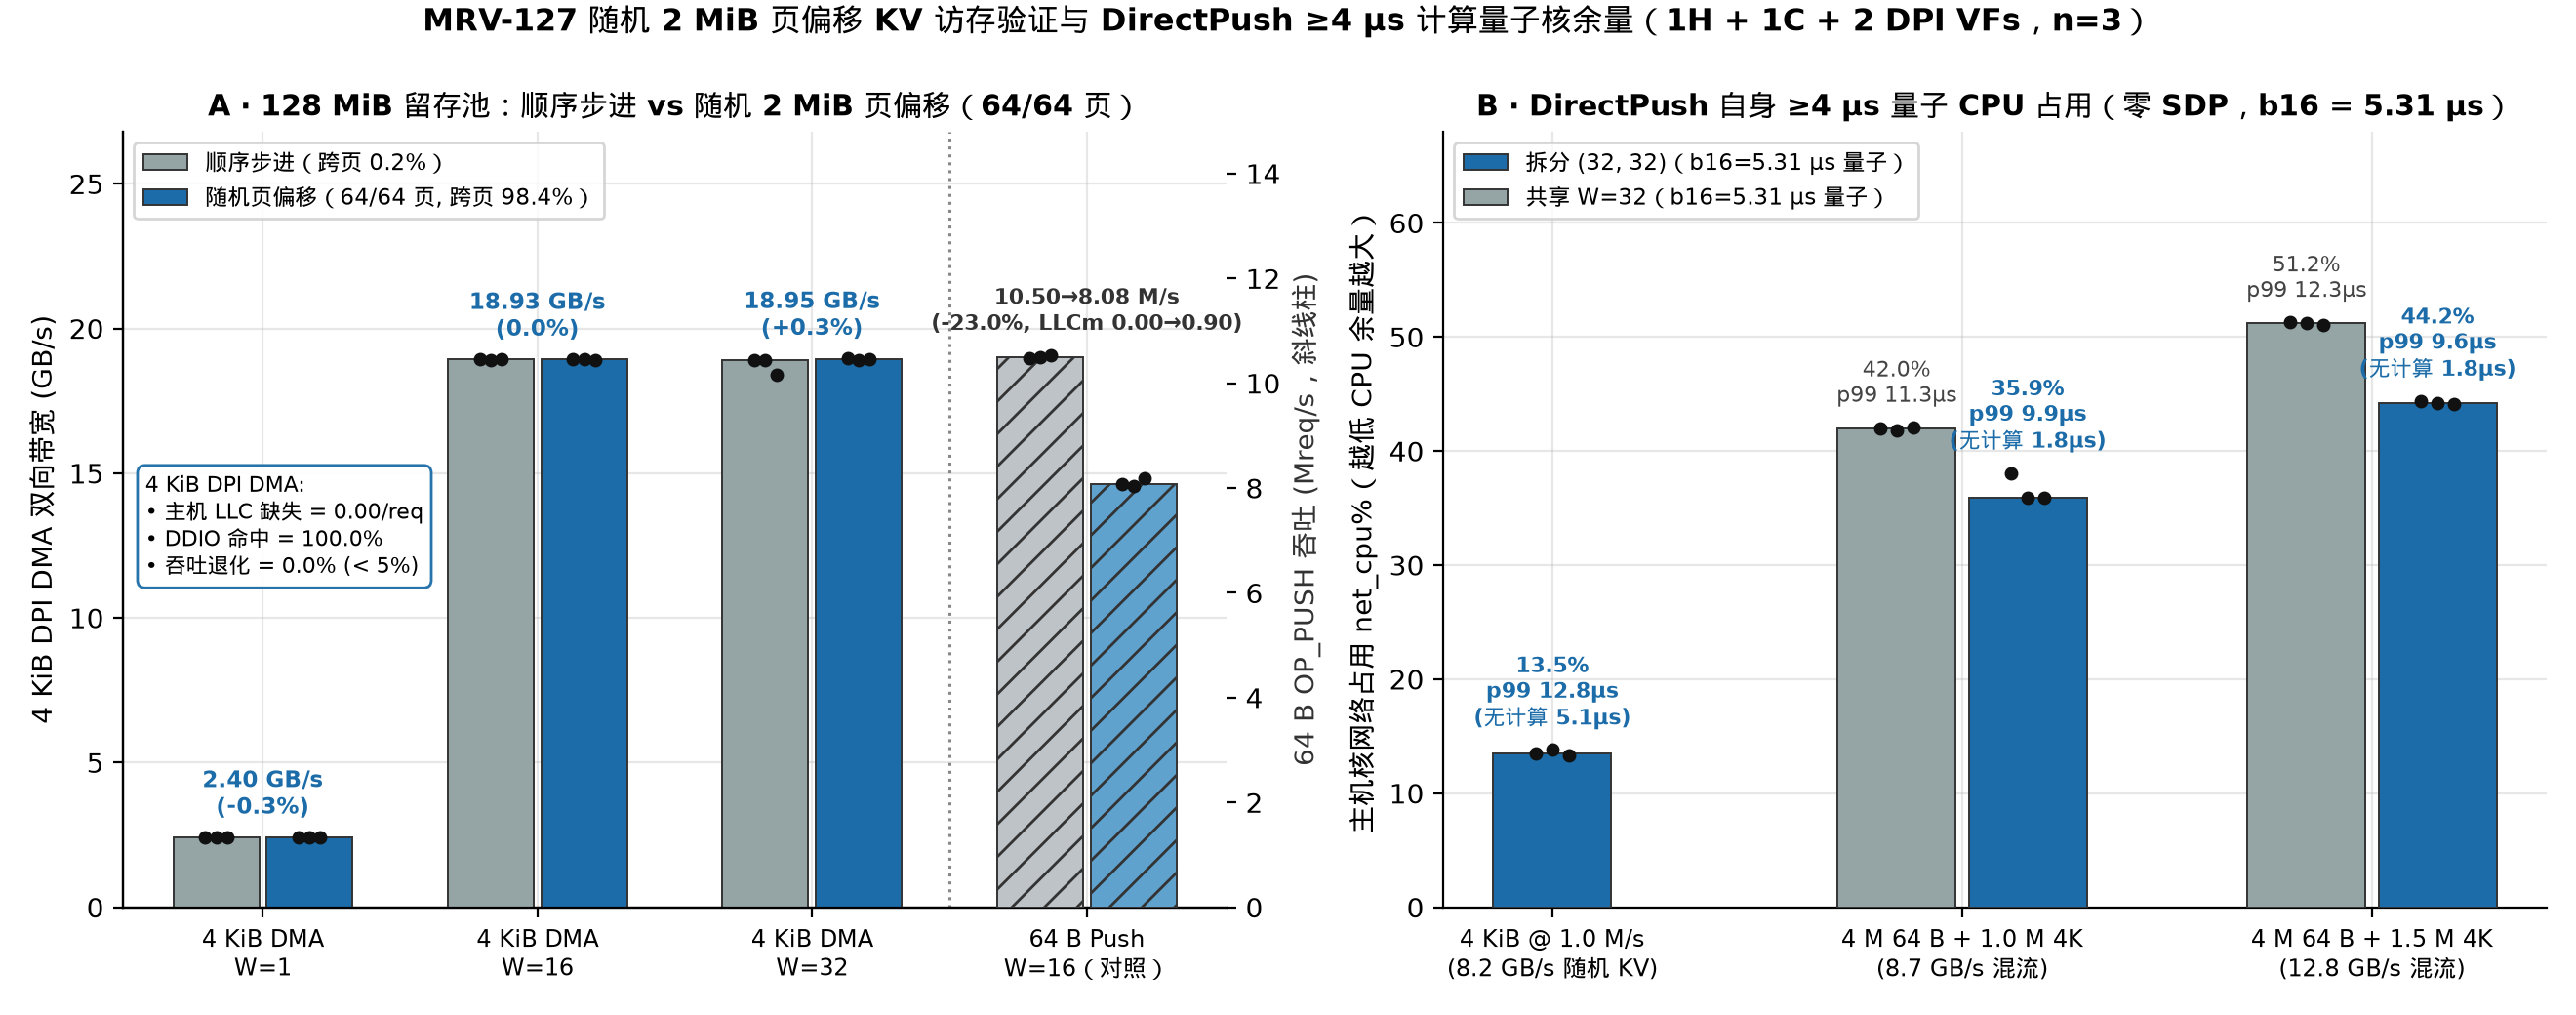 MRV-127 随机 2 MiB 页偏移 KV 访存验证与 DirectPush ≥4 µs 计算量子核余量（1H + 1C + 2 DPI VFs，n=3）
A · 128 MiB 留存池：顺序步进 vs 随机 2 MiB 页偏移（64/64 页）
顺序步进（跨页 0.2%）
随机页偏移（64/64 页, 跨页 98.4%）
4 KiB DPI DMA 双向带宽 (GB/s)
25
20
15
10
5
0
18.93 GB/s
(0.0%)
18.95 GB/s
(+0.3%)
10.50→8.08 M/s
(-23.0%, LLCm 0.00→0.90)
4 KiB DPI DMA:
• 主机 LLC 缺失 = 0.00/req
• DDIO 命中 = 100.0%
• 吞吐退化 = 0.0% (< 5%)
2.40 GB/s
(-0.3%)
4 KiB DMA
W=1
4 KiB DMA
W=16
4 KiB DMA
W=32
64 B Push
W=16（对照）
14
12
10
8
6
4
2
0
64 B OP_PUSH 吞吐 (Mreq/s，斜线柱)
B · DirectPush 自身 ≥4 µs 量子 CPU 占用（零 SDP，b16 = 5.31 µs）
拆分 (32, 32)（b16=5.31 µs 量子）
共享 W=32（b16=5.31 µs 量子）
主机核网络占用 net_cpu%（越低 CPU 余量越大）
60
50
40
30
20
10
0
13.5%
p99 12.8µs
(无计算 5.1µs)
42.0%
p99 11.3µs
35.9%
p99 9.9µs
(无计算 1.8µs)
51.2%
p99 12.3µs
44.2%
p99 9.6µs
(无计算 1.8µs)
4 KiB @ 1.0 M/s
(8.2 GB/s 随机 KV)
4 M 64 B + 1.0 M 4K
(8.7 GB/s 混流)
4 M 64 B + 1.5 M 4K
(12.8 GB/s 混流)